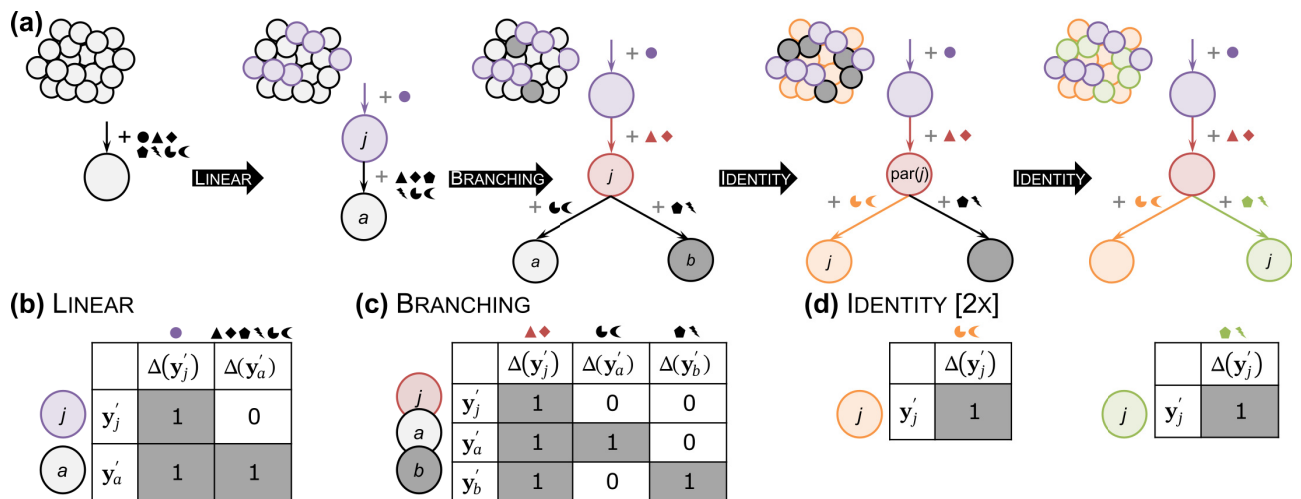 (a)
+
+
+
+
+
j
+
+
+
+
+
LINEAR
BRANCHING
j
IDENTITY
par(j)
IDENTITY
a
+
+
+
+
+
+
a
b
j
j
(b) LINEAR
(c) BRANCHING
(d) IDENTITY [2X]
Δ(y′j) Δ(y′a)
Δ(y′j) Δ(y′a) Δ(y′b)
Δ(y′j)
Δ(y′j)
j y′j 1 0
j y′j 1 0 0
j y′j 1
j y′j 1
a y′a 1 1 0
a y′a 1 1
b y′b 1 0 1